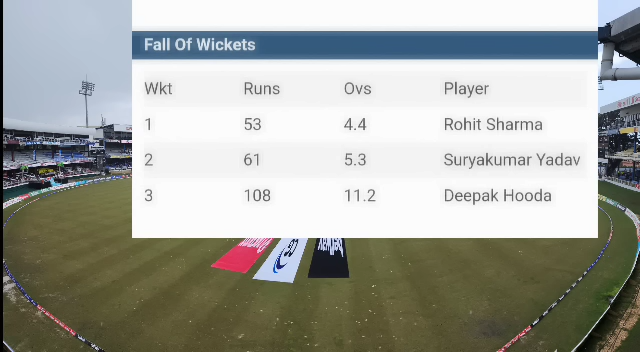 Fall Of Wickets
Wkt Runs Ovs Player
1 53 4.4 Rohit Sharma
2 61 5.3 Suryakumar Yadav
3 108 11.2 Deepak Hooda